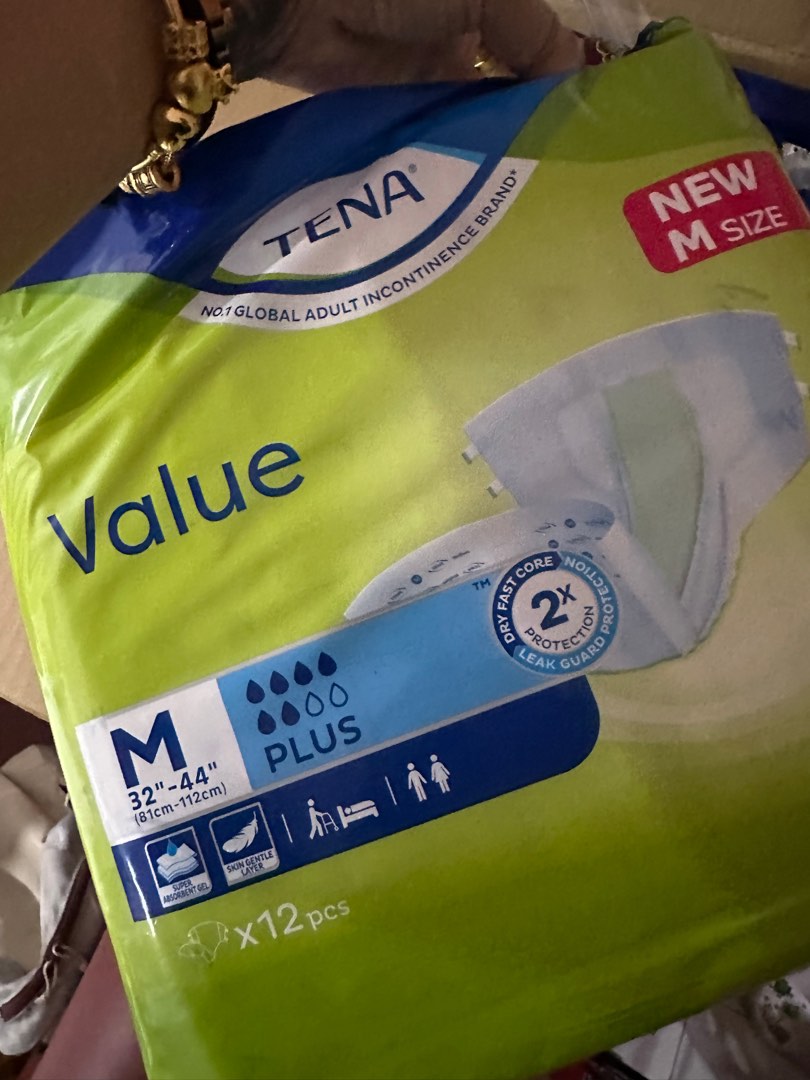 TENA®
NO.1 GLOBAL ADULT INCONTINENCE BRAND*
NEW
M SIZE
Value
™
DRY FAST CORE
2X
PROTECTION
LEAK GUARD PROTECTION
M
32"-44"
(81cm-112cm)
PLUS
SUPER
ABSORBENT GEL
SKIN GENTLE
LAYER
x12 pcs